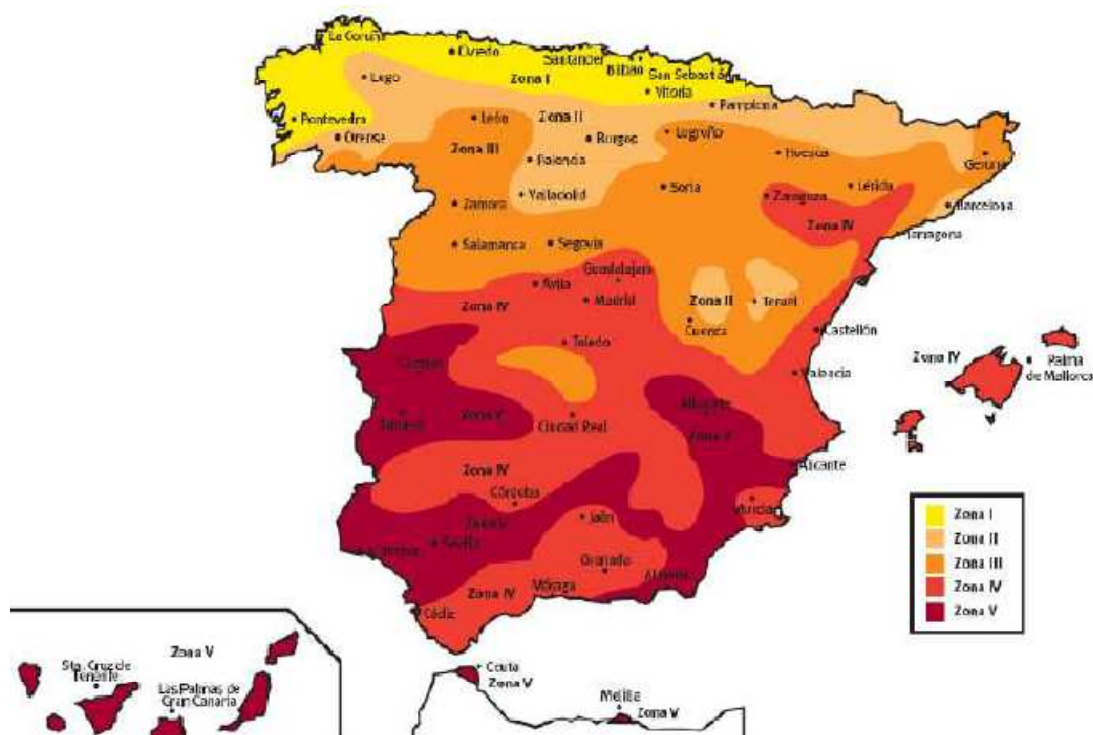 La Coruña
Oviedo
Santander
Bilbao
San Sebastián
Zona I
Lugo
Vitoria
Pamplona
Pontevedra
León
Zona II
Orense
Burgos
Logroño
Zona III
Palencia
Huesca
Gerona
Valladolid
Soria
Zaragoza
Lérida
Zamora
Barcelona
Zona IV
Tarragona
Salamanca
Segovia
Guadalajara
Ávila
Zona IV
Madrid
Zona II
Teruel
Cuenca
Castellón
Toledo
Zona IV
Palma
de Mallorca
Valencia
Cáceres
Albacete
Badajoz
Zona V
Ciudad Real
Zona V
Alicante
Zona IV
Córdoba
Murcia
Jaén
Sevilla
Granada
Almería
Zona IV
Cádiz
Zona I
Zona II
Zona III
Zona IV
Zona V
Zona V
Sta. Cruz de
Tenerife
Las Palmas de
Gran Canaria
Ceuta
Zona V
Melilla
Zona V